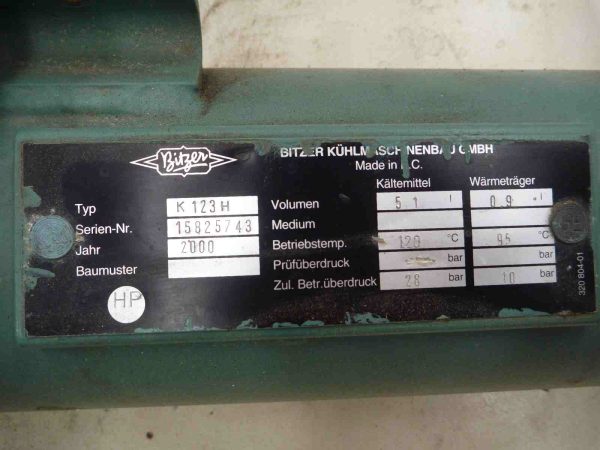 Bitzer
BITZER KÜHLMASCHINENBAU GMBH
Made in E.C.
Kältemittel Wärmeträger
Typ K 123 H
Serien-Nr. 15825743
Jahr 2000
Baumuster
HP
Volumen 5.1 l 0.9 l
Medium
Betriebstemp. 120 °C 95 °C
Prüfüberdruck bar bar
Zul. Betr.überdruck 28 bar 10 bar
320 804-01